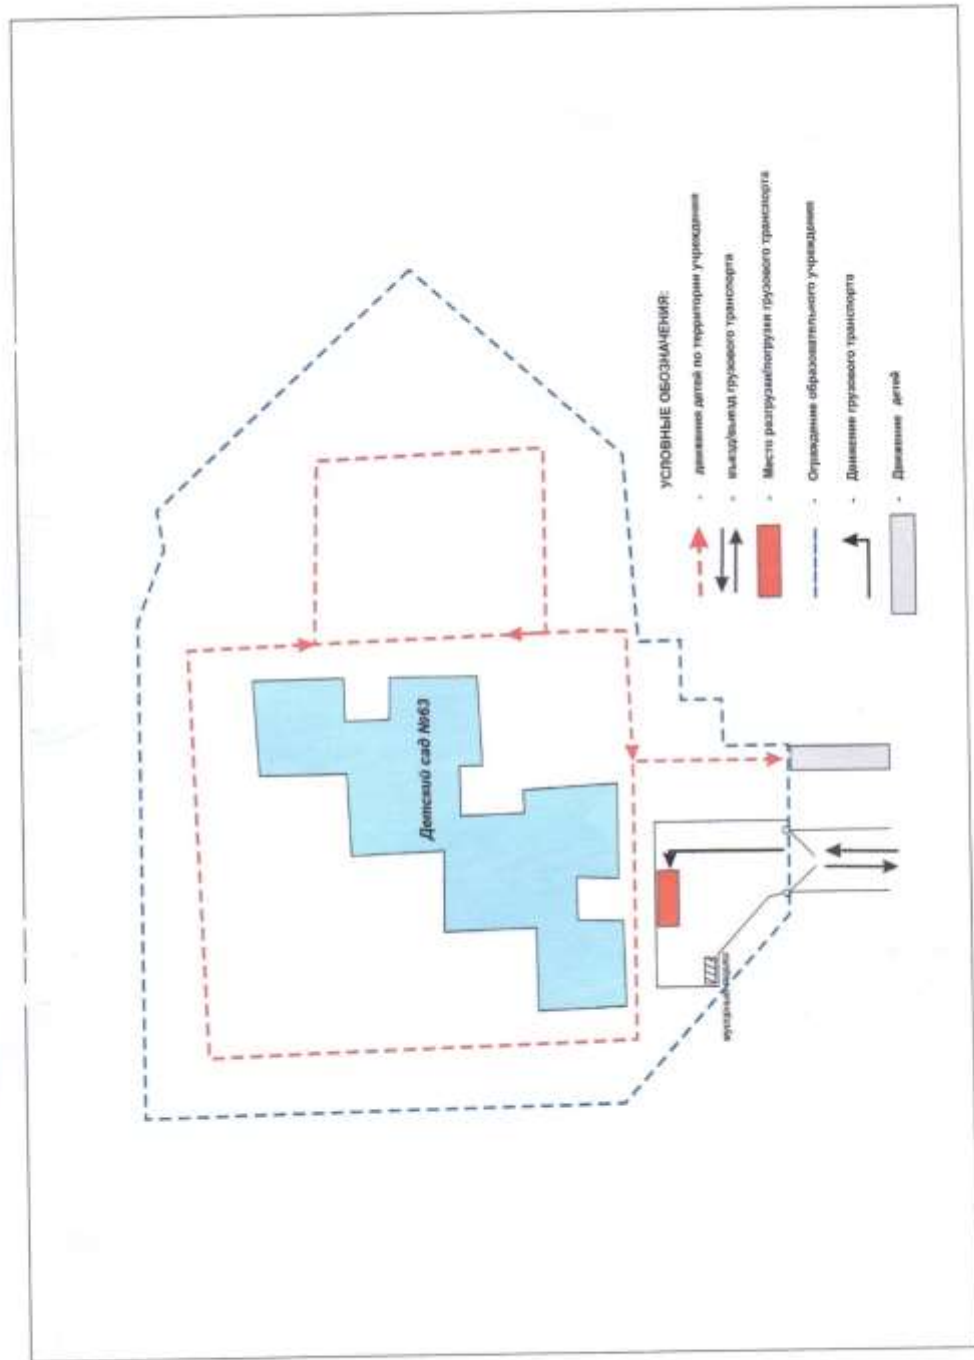 Детский сад №63
УСЛОВНЫЕ ОБОЗНАЧЕНИЯ:
- движения детей по территории учреждения
- въезд/выезд грузового транспорта
- Место разгрузки/погрузки грузового транспорта
- Ограждение образовательного учреждения
- Движение грузового транспорта
- Движение детей